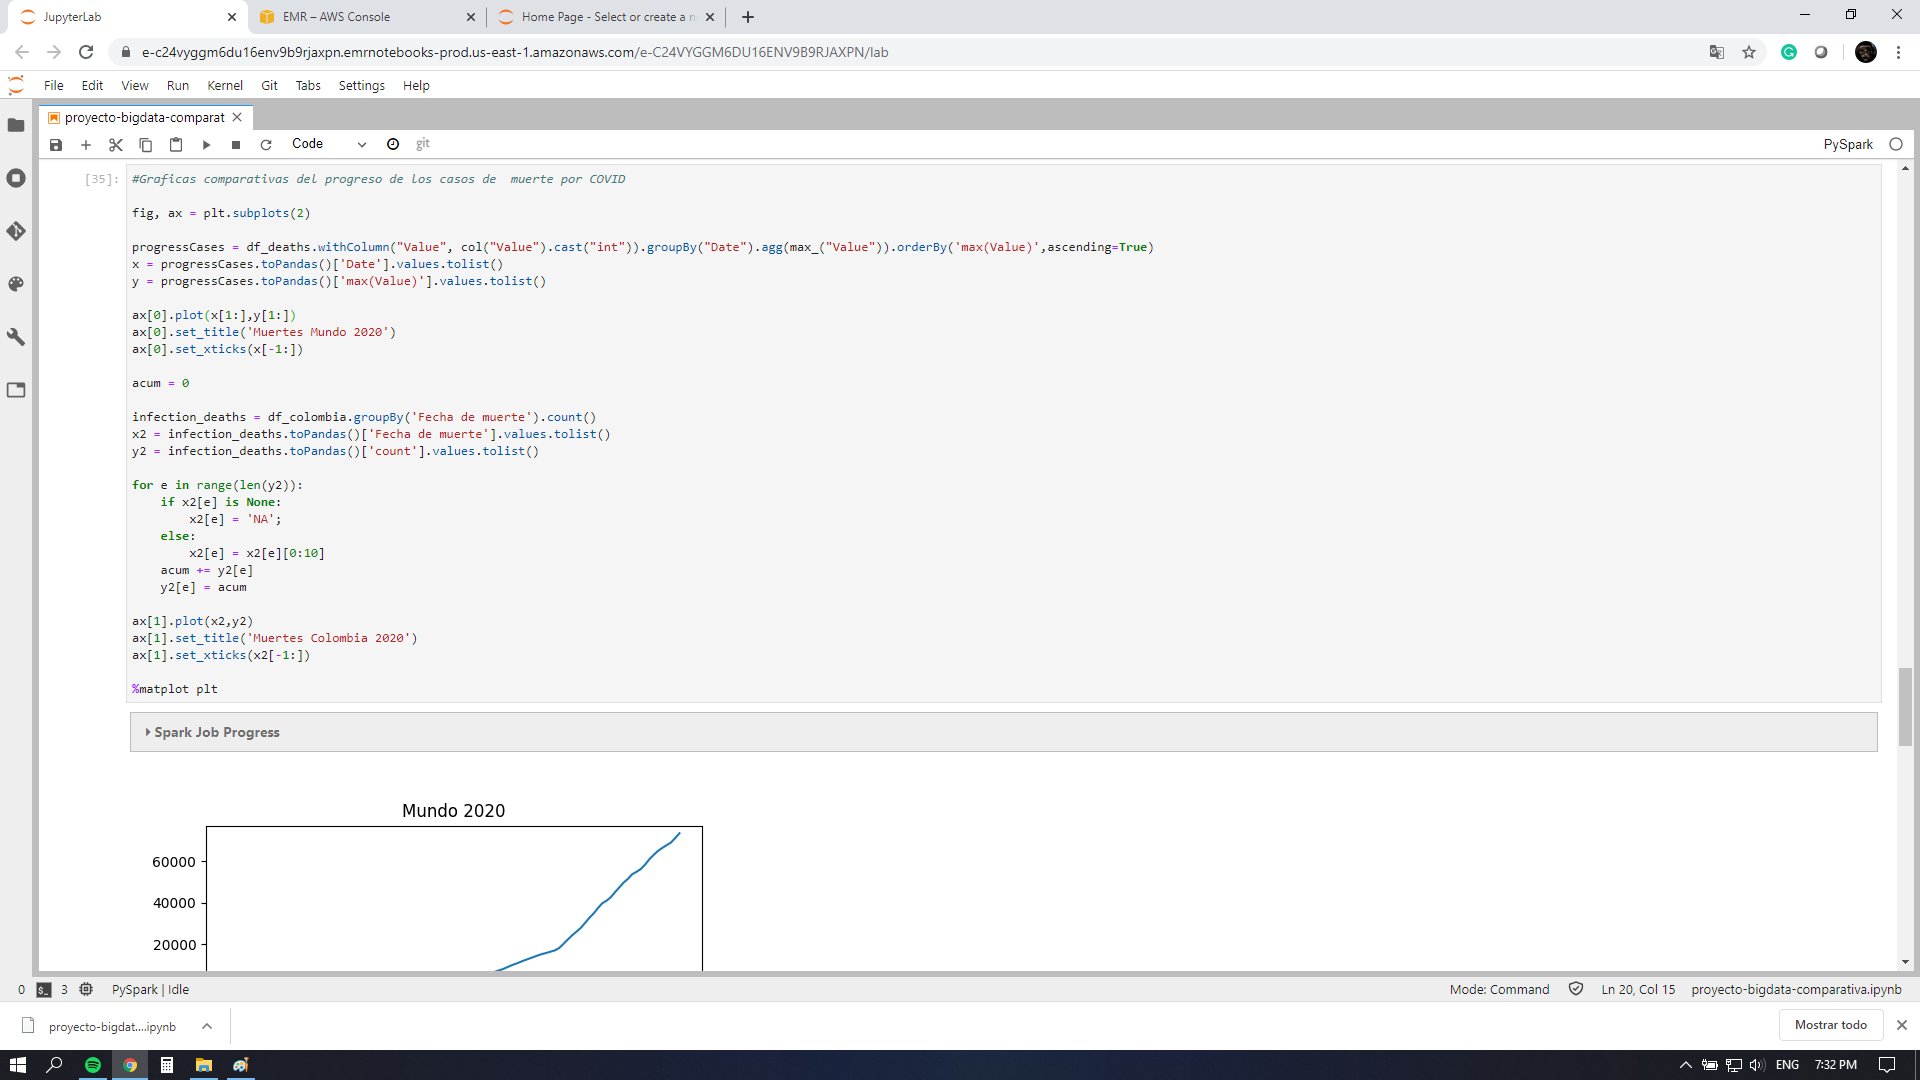 JupyterLab
EMR – AWS Console
Home Page - Select or create a n
e-c24vyggm6du16env9b9rjaxpn.emrnotebooks-prod.us-east-1.amazonaws.com/e-C24VYGGM6DU16ENV9B9RJAXPN/lab
File Edit View Run Kernel Git Tabs Settings Help
proyecto-bigdata-comparat
Code
git
PySpark
[35]:
#Graficas comparativas del progreso de los casos de  muerte por COVID
fig, ax = plt.subplots(2)
progressCases = df_deaths.withColumn("Value", col("Value").cast("int")).groupBy("Date").agg(max_("Value")).orderBy('max(Value)',ascending=True)
x = progressCases.toPandas()['Date'].values.tolist()
y = progressCases.toPandas()['max(Value)'].values.tolist()
ax[0].plot(x[1:],y[1:])
ax[0].set_title('Muertes Mundo 2020')
ax[0].set_xticks(x[-1:])
acum = 0
infection_deaths = df_colombia.groupBy('Fecha de muerte').count()
x2 = infection_deaths.toPandas()['Fecha de muerte'].values.tolist()
y2 = infection_deaths.toPandas()['count'].values.tolist()
for e in range(len(y2)):
    if x2[e] is None:
        x2[e] = 'NA';
    else:
        x2[e] = x2[e][0:10]
    acum += y2[e]
    y2[e] = acum
ax[1].plot(x2,y2)
ax[1].set_title('Muertes Colombia 2020')
ax[1].set_xticks(x2[-1:])
%matplot plt
Spark Job Progress
Mundo 2020
60000
40000
20000
0
$_
3
PySpark | Idle
Mode: Command
Ln 20, Col 15
proyecto-bigdata-comparativa.ipynb
proyecto-bigdat....ipynb
Mostrar todo
ENG
7:32 PM